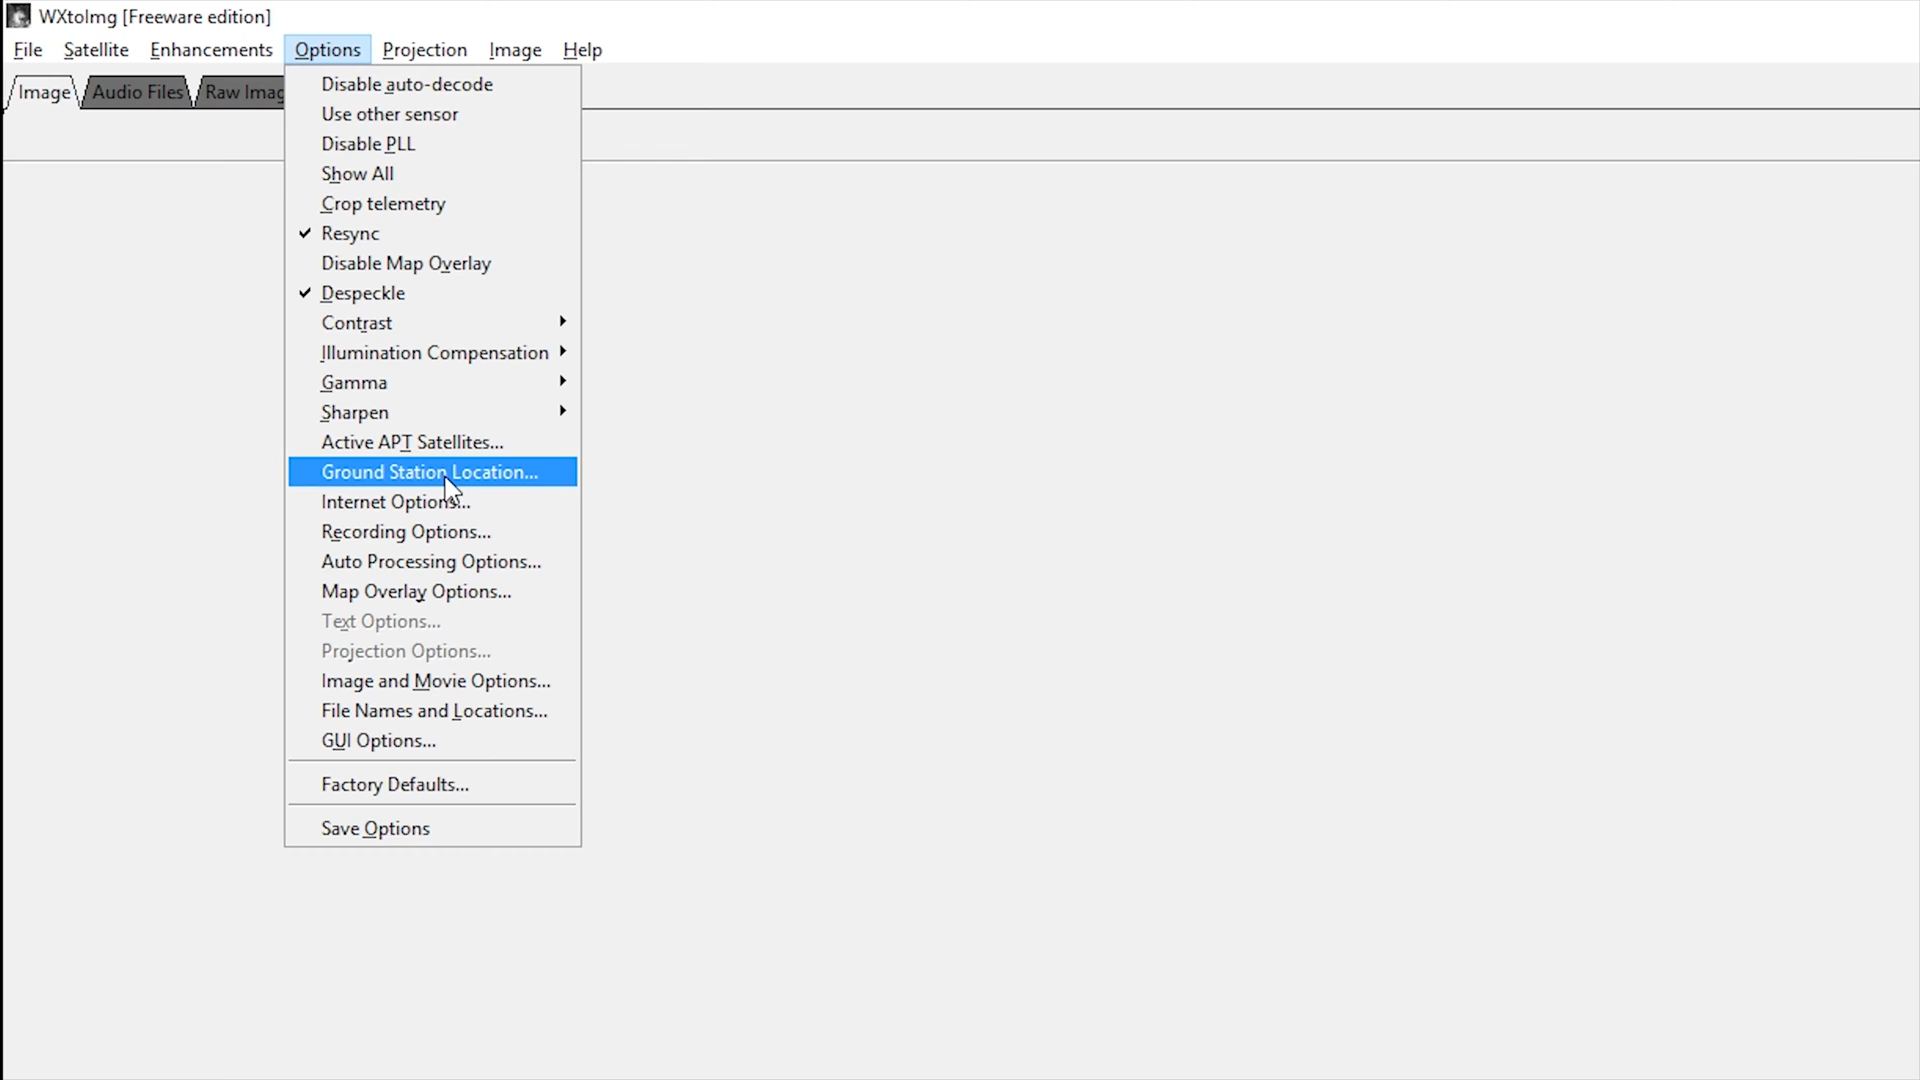 WXtoImg [Freeware edition]
File Satellite Enhancements Options Projection Image Help
Image Audio Files Raw Imag
Disable auto-decode
Use other sensor
Disable PLL
Show All
Crop telemetry
Resync
Disable Map Overlay
Despeckle
Contrast
Illumination Compensation
Gamma
Sharpen
Active APT Satellites...
Ground Station Location...
Internet Options...
Recording Options...
Auto Processing Options...
Map Overlay Options...
Text Options...
Projection Options...
Image and Movie Options...
File Names and Locations...
GUI Options...
Factory Defaults...
Save Options